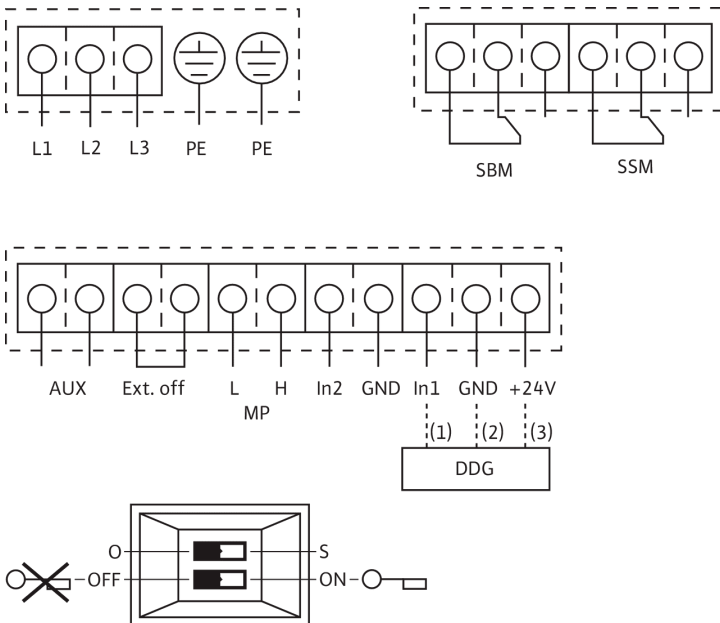 L1 L2 L3 PE PE
SBM SSM
AUX Ext. off L H In2 GND In1 GND +24V
MP
(1) (2) (3)
DDG
O S
OFF ON